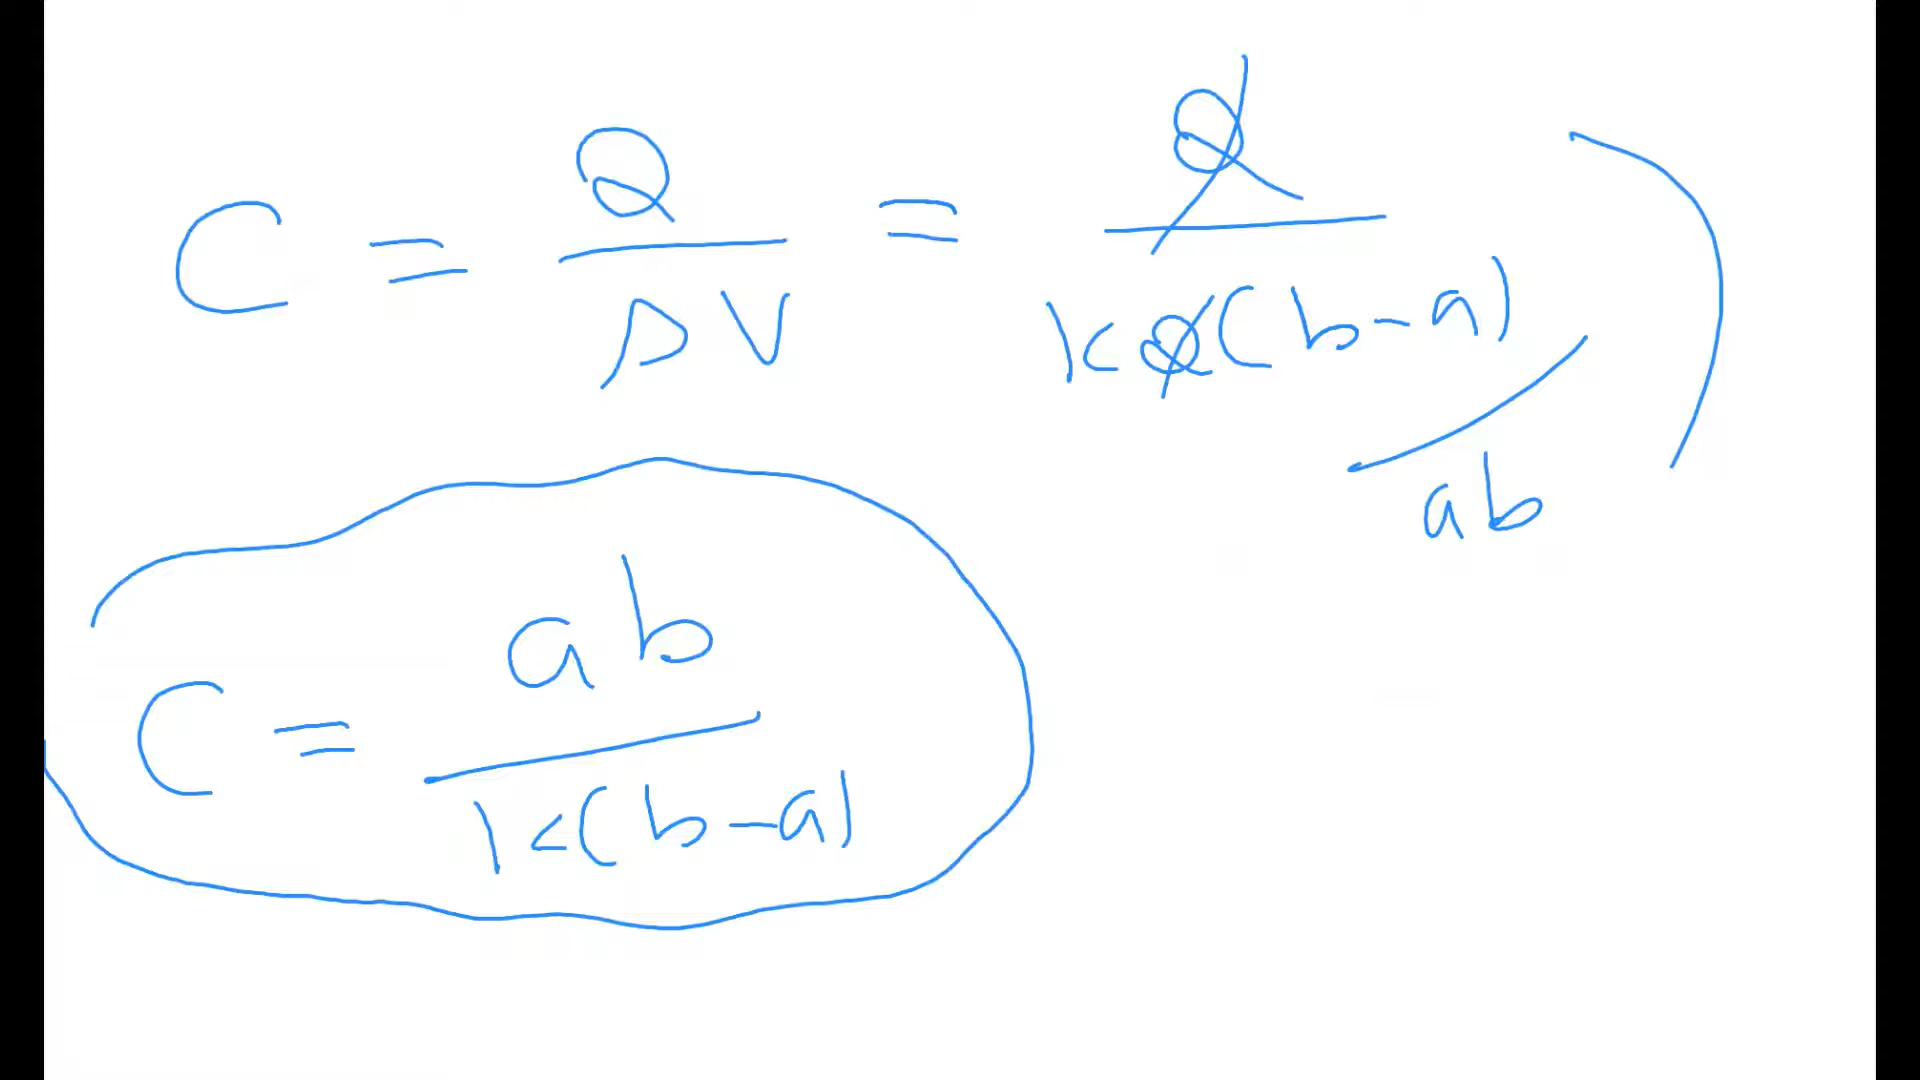 C = Q / ΔV = Q / kQ(b-a) / ab
C = ab / k(b-a)